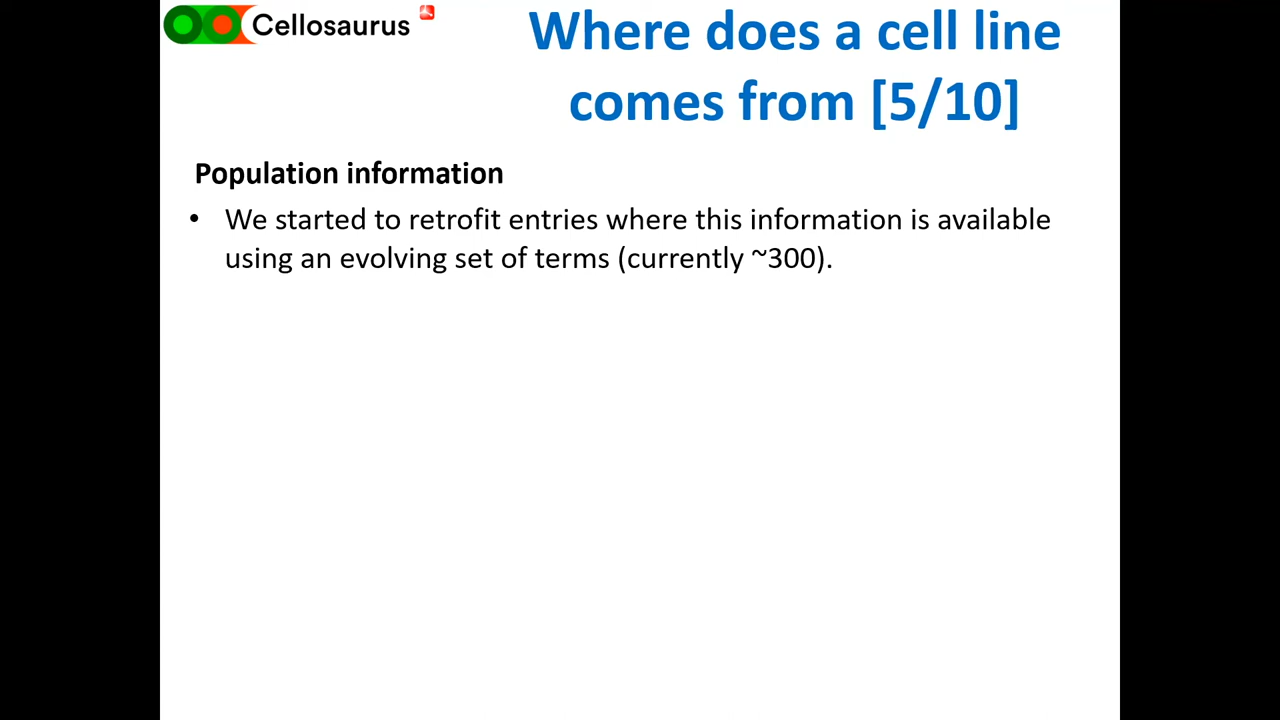 Cellosaurus
Where does a cell line
comes from [5/10]
Population information
• We started to retrofit entries where this information is available
using an evolving set of terms (currently ~300).